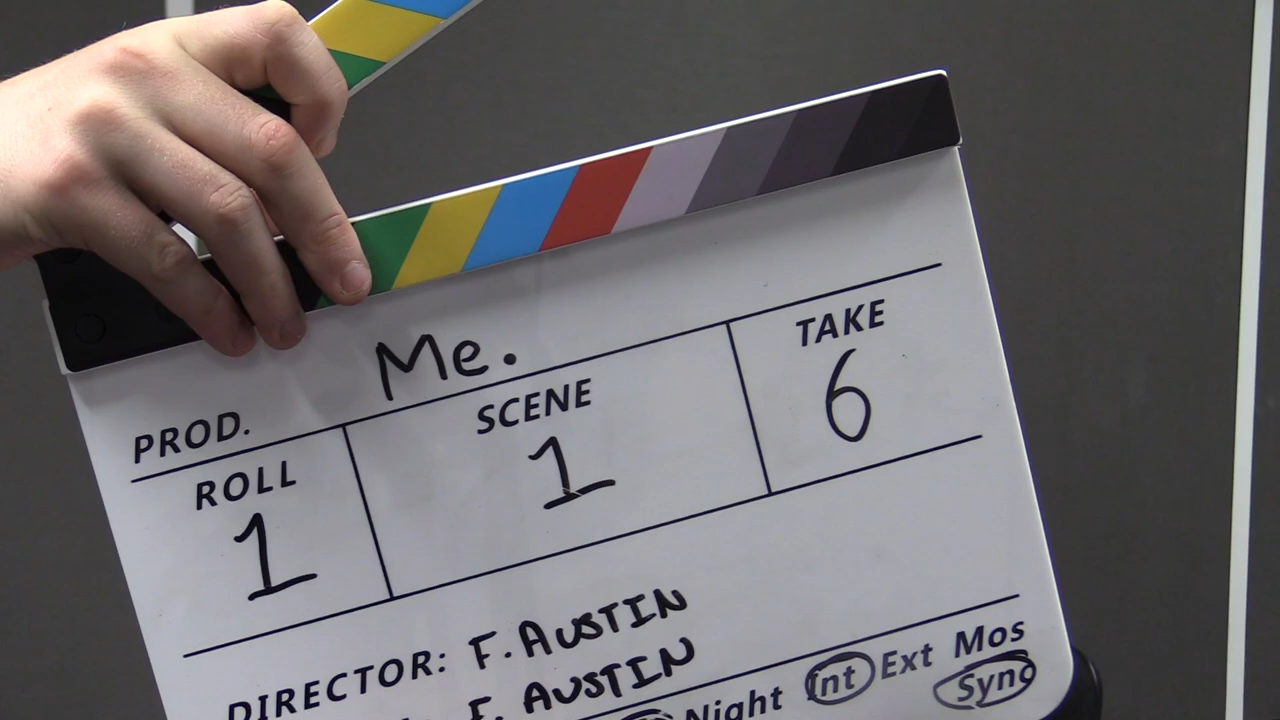 Me.
PROD.
ROLL SCENE TAKE
1 1 6
DIRECTOR: F. AUSTIN
F. AUSTIN
Night Int Ext Mos
Sync